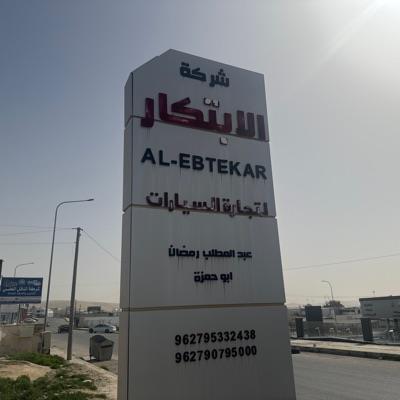 شركة
الابتكار
AL-EBTEKAR
لتجارة السيارات
عبد المطلب رمضان
ابو حمزة
962795332438
962790795000